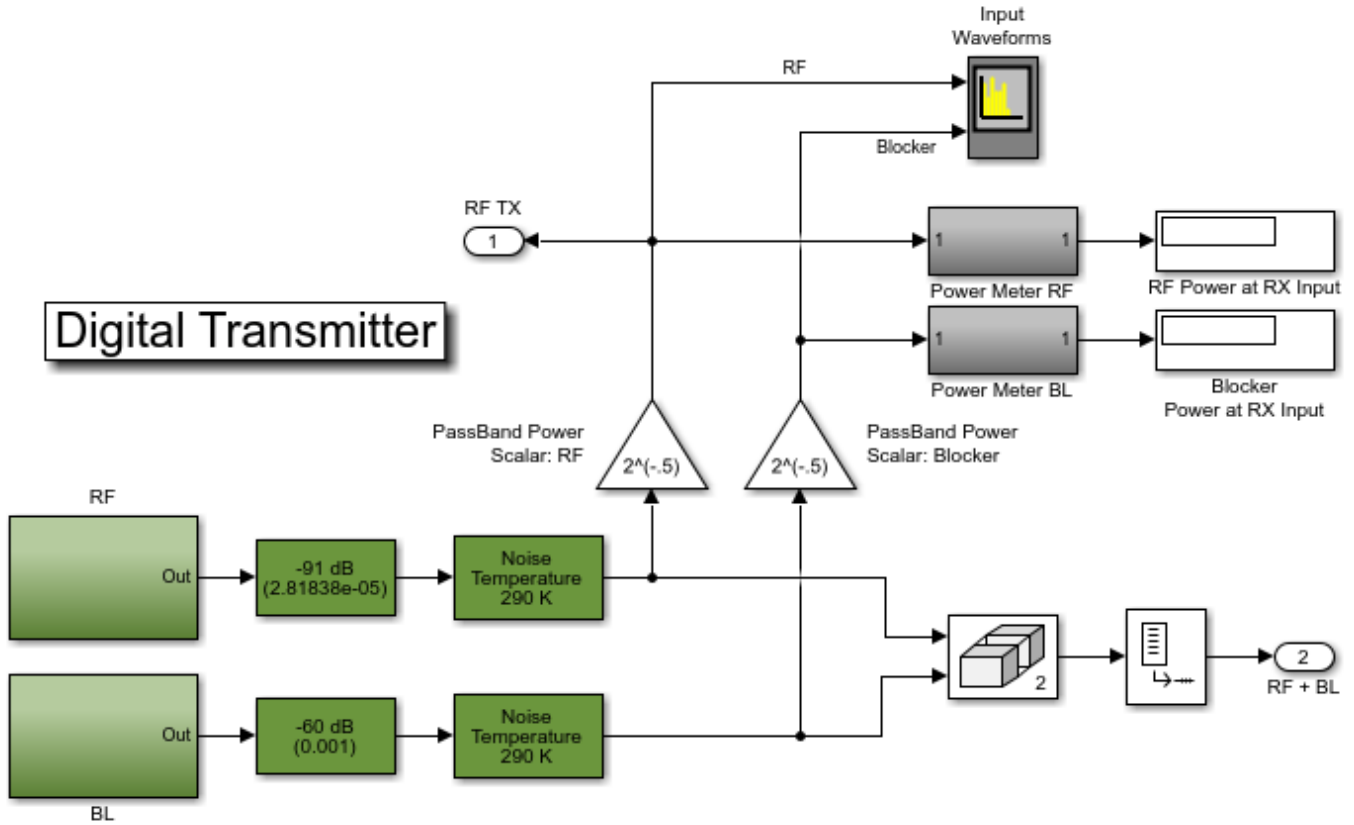 Input
Waveforms
RF
Blocker
RF TX
1
1
1
Power Meter RF
RF Power at RX Input
Digital Transmitter
1
1
Power Meter BL
Blocker
Power at RX Input
PassBand Power
Scalar: RF
2^(-.5)
2^(-.5)
PassBand Power
Scalar: Blocker
RF
Out
-91 dB
(2.81838e-05)
Noise
Temperature
290 K
2
2
RF + BL
Out
-60 dB
(0.001)
Noise
Temperature
290 K
BL